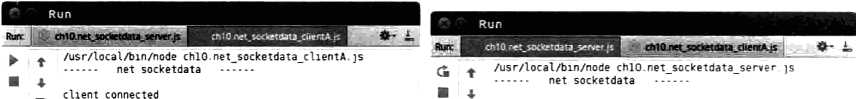 Run
Run: ch10.net_socketdata_server.js ch10.net_socketdata_clientA.js
/usr/local/bin/node ch10.net_socketdata_clientA.js
------ net socketdata ------
client connected
Run
Run: ch10.net_socketdata_server.js ch10.net_socketdata_clientA.js
/usr/local/bin/node ch10.net_socketdata_server.js
------ net socketdata ------